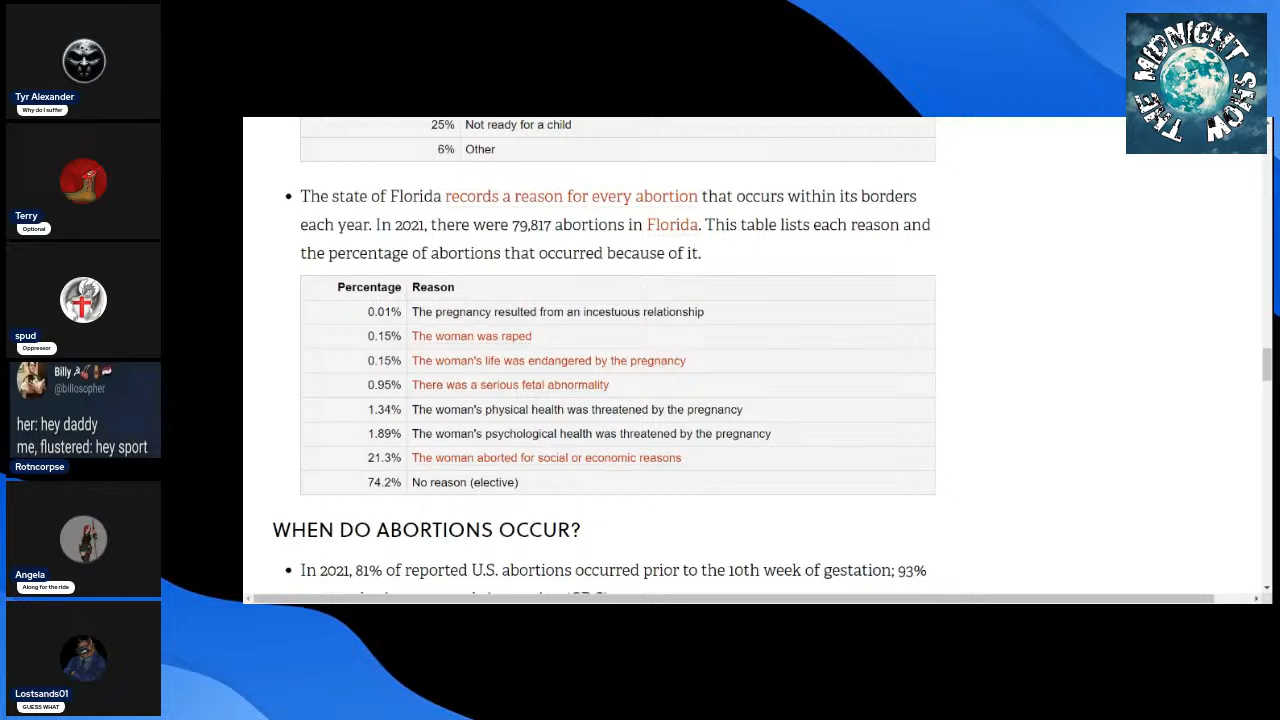 Tyr Alexander
Why do I suffer
Terry
Optional
spud
Oppressor
Billy
@billosopher
her: hey daddy
me, flustered: hey sport
Rotncorpse
Angela
Along for the ride
Lostsands01
GUESS WHAT
THE MIDNIGHT SHOW
25% Not ready for a child
6% Other
The state of Florida records a reason for every abortion that occurs within its borders
each year. In 2021, there were 79,817 abortions in Florida. This table lists each reason and
the percentage of abortions that occurred because of it.
Percentage Reason
0.01% The pregnancy resulted from an incestuous relationship
0.15% The woman was raped
0.15% The woman's life was endangered by the pregnancy
0.95% There was a serious fetal abnormality
1.34% The woman's physical health was threatened by the pregnancy
1.89% The woman's psychological health was threatened by the pregnancy
21.3% The woman aborted for social or economic reasons
74.2% No reason (elective)
WHEN DO ABORTIONS OCCUR?
In 2021, 81% of reported U.S. abortions occurred prior to the 10th week of gestation; 93%